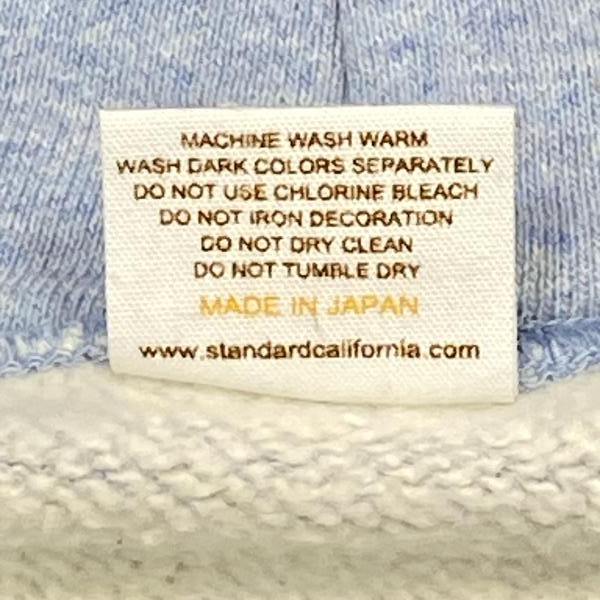 MACHINE WASH WARM
WASH DARK COLORS SEPARATELY
DO NOT USE CHLORINE BLEACH
DO NOT IRON DECORATION
DO NOT DRY CLEAN
DO NOT TUMBLE DRY
MADE IN JAPAN
www.standardcalifornia.com